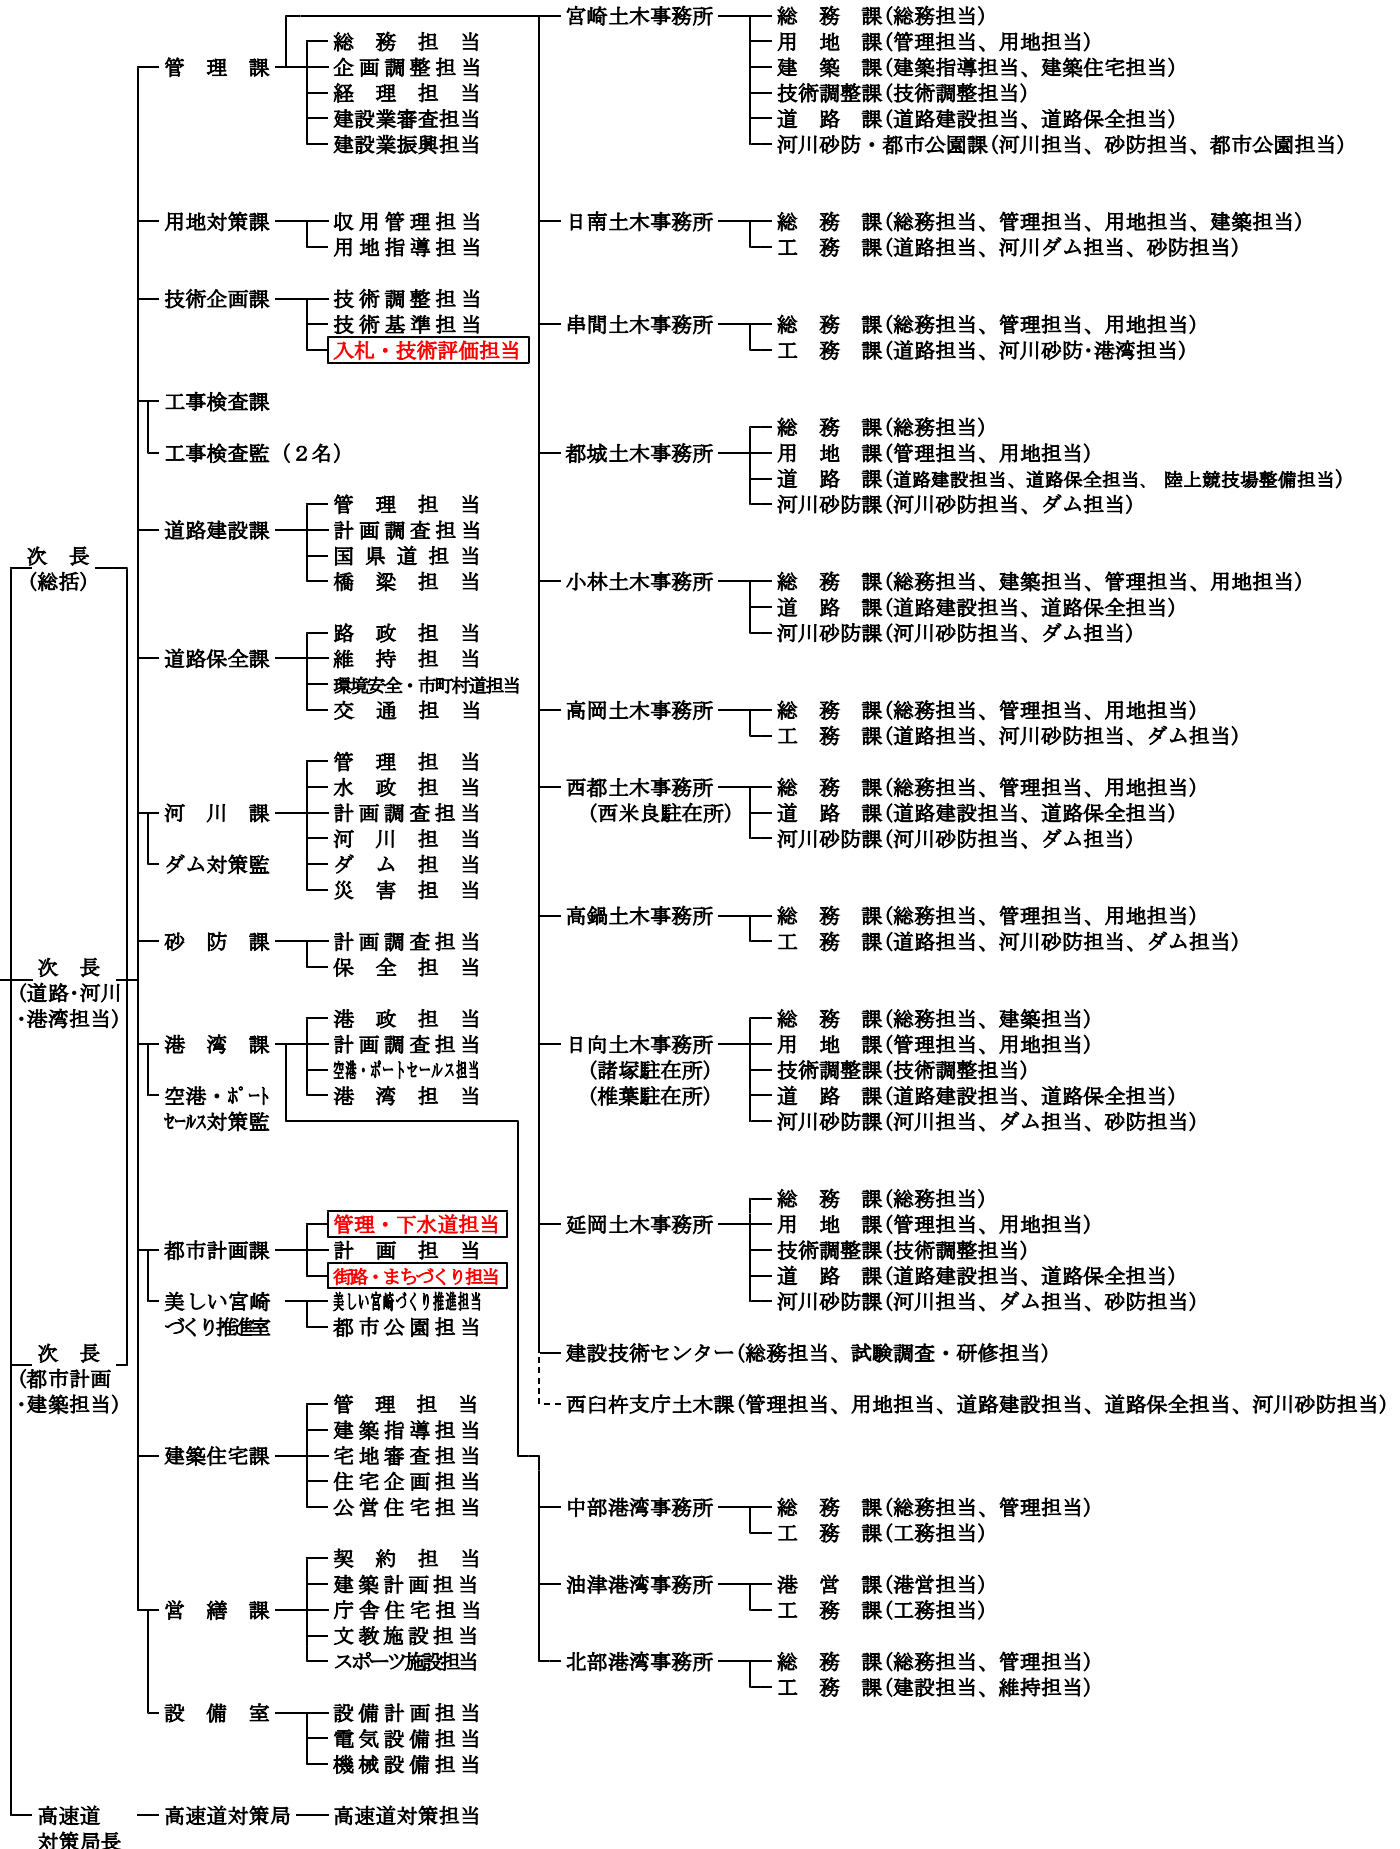 次　長
(総括)
次　長
(道路･河川
･港湾担当)
次　長
(都市計画
･建築担当)
高速道
対策局長
管　理　課
総　務　担　当
企画調整担当
経　理　担　当
建設業審査担当
建設業振興担当
用地対策課
収用管理担当
用地指導担当
技術企画課
技術調整担当
技術基準担当
入札・技術評価担当
工事検査課
工事検査監（２名）
道路建設課
管　理　担　当
計画調査担当
国県道担当
橋　梁　担　当
道路保全課
路　政　担　当
維　持　担　当
環境安全・市町村道担当
交　通　担　当
河　川　課
ダム対策監
管　理　担　当
水　政　担　当
計画調査担当
河　川　担　当
ダ　ム　担　当
災　害　担　当
砂　防　課
計画調査担当
保　全　担　当
港　湾　課
空港・ﾎﾟｰﾄ
ｾｰﾙｽ対策監
港　政　担　当
計画調査担当
空港・ポートセールス担当
港　湾　担　当
都市計画課
管理・下水道担当
計　画　担　当
街路・まちづくり担当
美しい宮崎
づくり推進室
美しい宮崎づくり推進担当
都市公園担当
建築住宅課
管　理　担　当
建築指導担当
宅地審査担当
住宅企画担当
公営住宅担当
営　繕　課
契　約　担　当
建築計画担当
庁舎住宅担当
文教施設担当
スポーツ施設担当
設　備　室
設備計画担当
電気設備担当
機械設備担当
高速道対策局
高速道対策担当
宮崎土木事務所
総　務　課(総務担当)
用　地　課(管理担当、用地担当)
建　築　課(建築指導担当、建築住宅担当)
技術調整課(技術調整担当)
道　路　課(道路建設担当、道路保全担当)
河川砂防・都市公園課(河川担当、砂防担当、都市公園担当)
日南土木事務所
総　務　課(総務担当、管理担当、用地担当、建築担当)
工　務　課(道路担当、河川ダム担当、砂防担当)
串間土木事務所
総　務　課(総務担当、管理担当、用地担当)
工　務　課(道路担当、河川砂防･港湾担当)
都城土木事務所
総　務　課(総務担当)
用　地　課(管理担当、用地担当)
道　路　課(道路建設担当、道路保全担当、 陸上競技場整備担当)
河川砂防課(河川砂防担当、ダム担当)
小林土木事務所
総　務　課(総務担当、建築担当、管理担当、用地担当)
道　路　課(道路建設担当、道路保全担当)
河川砂防課(河川砂防担当、ダム担当)
高岡土木事務所
総　務　課(総務担当、管理担当、用地担当)
工　務　課(道路担当、河川砂防担当、ダム担当)
西都土木事務所
(西米良駐在所)
総　務　課(総務担当、管理担当、用地担当)
道　路　課(道路建設担当、道路保全担当)
河川砂防課(河川砂防担当、ダム担当)
高鍋土木事務所
総　務　課(総務担当、管理担当、用地担当)
工　務　課(道路担当、河川砂防担当、ダム担当)
日向土木事務所
(諸塚駐在所)
(椎葉駐在所)
総　務　課(総務担当、建築担当)
用　地　課(管理担当、用地担当)
技術調整課(技術調整担当)
道　路　課(道路建設担当、道路保全担当)
河川砂防課(河川担当、ダム担当、砂防担当)
延岡土木事務所
総　務　課(総務担当)
用　地　課(管理担当、用地担当)
技術調整課(技術調整担当)
道　路　課(道路建設担当、道路保全担当)
河川砂防課(河川担当、ダム担当、砂防担当)
建設技術センター(総務担当、試験調査・研修担当)
西臼杵支庁土木課(管理担当、用地担当、道路建設担当、道路保全担当、河川砂防担当)
中部港湾事務所
総　務　課(総務担当、管理担当)
工　務　課(工務担当)
油津港湾事務所
港　営　課(港営担当)
工　務　課(工務担当)
北部港湾事務所
総　務　課(総務担当、管理担当)
工　務　課(建設担当、維持担当)